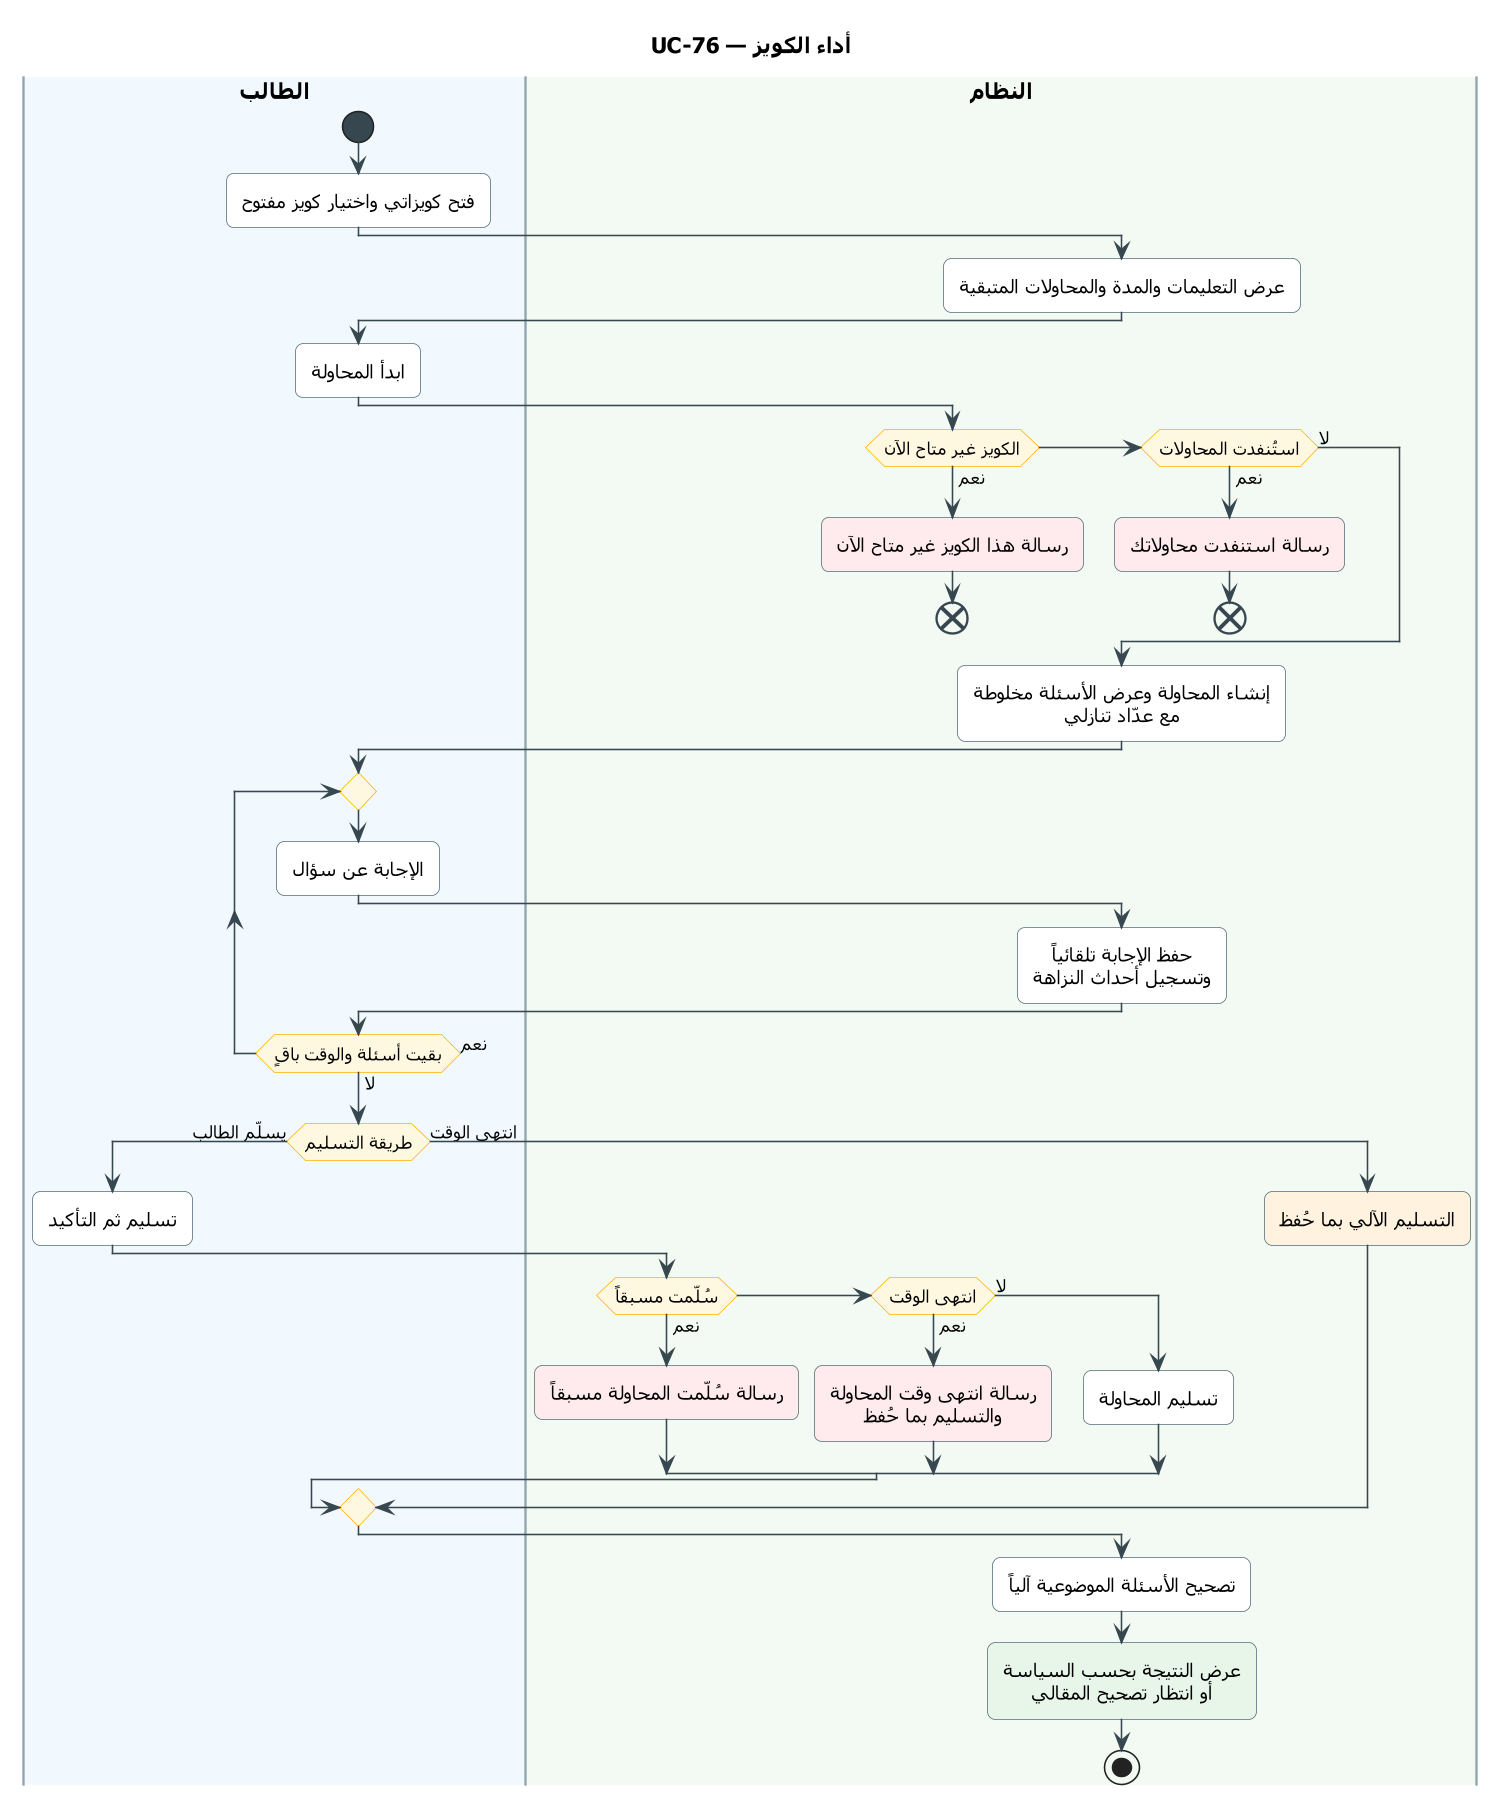 UC-76 — أداء الكويز
الطالب
النظام
فتح كويزاتي واختيار كويز مفتوح
عرض التعليمات والمدة والمحاولات المتبقية
ابدأ المحاولة
الكويز غير متاح الآن
استُنفدت المحاولات
لا
نعم
نعم
رسالة هذا الكويز غير متاح الآن
رسالة استنفدت محاولاتك
إنشاء المحاولة وعرض الأسئلة مخلوطة
مع عدّاد تنازلي
الإجابة عن سؤال
حفظ الإجابة تلقائياً
وتسجيل أحداث النزاهة
بقيت أسئلة والوقت باقٍ
نعم
لا
يسلّم الطالب
طريقة التسليم
انتهى الوقت
تسليم ثم التأكيد
التسليم الآلي بما حُفظ
سُلّمت مسبقاً
انتهى الوقت
لا
نعم
نعم
رسالة سُلّمت المحاولة مسبقاً
رسالة انتهى وقت المحاولة
والتسليم بما حُفظ
تسليم المحاولة
تصحيح الأسئلة الموضوعية آلياً
عرض النتيجة بحسب السياسة
أو انتظار تصحيح المقالي